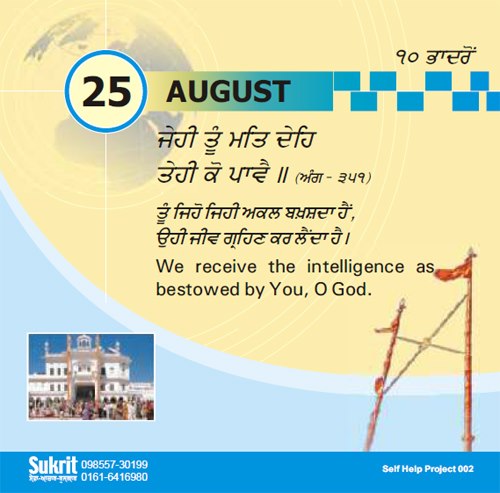 ੧੦ ਭਾਦਰੋਂ
25 AUGUST
ਜੇਹੀ ਤੂੰ ਮਤਿ ਦੇਹਿ
ਤੇਹੀ ਕੋ ਪਾਵੈ ॥ (ਅੰਗ - ੩੫੧)
ਤੂੰ ਜਿਹੋ ਜਿਹੀ ਅਕਲ ਬਖ਼ਸ਼ਦਾ ਹੈਂ,
ਉਹੀ ਜੀਵ ਗ੍ਰਹਿਣ ਕਰ ਲੈਂਦਾ ਹੈ।
We receive the intelligence as
bestowed by You, O God.
Sukrit 098557-30199
0161-6416980
Self Help Project 002